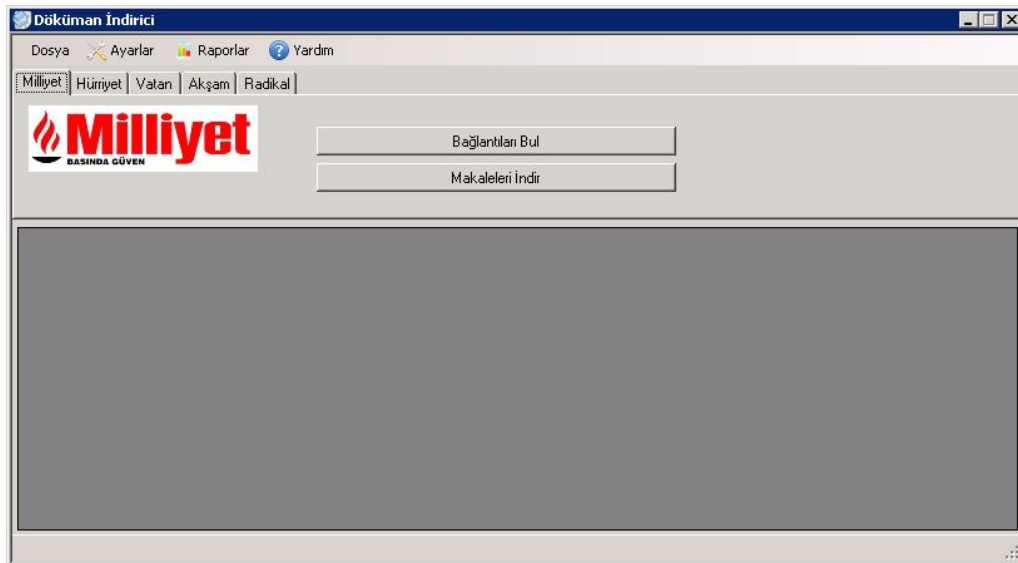 Döküman İndirici
Dosya Ayarlar Raporlar Yardım
Milliyet Hürriyet Vatan Akşam Radikal
Milliyet
BASINDA GÜVEN
Bağlantıları Bul
Makaleleri İndir